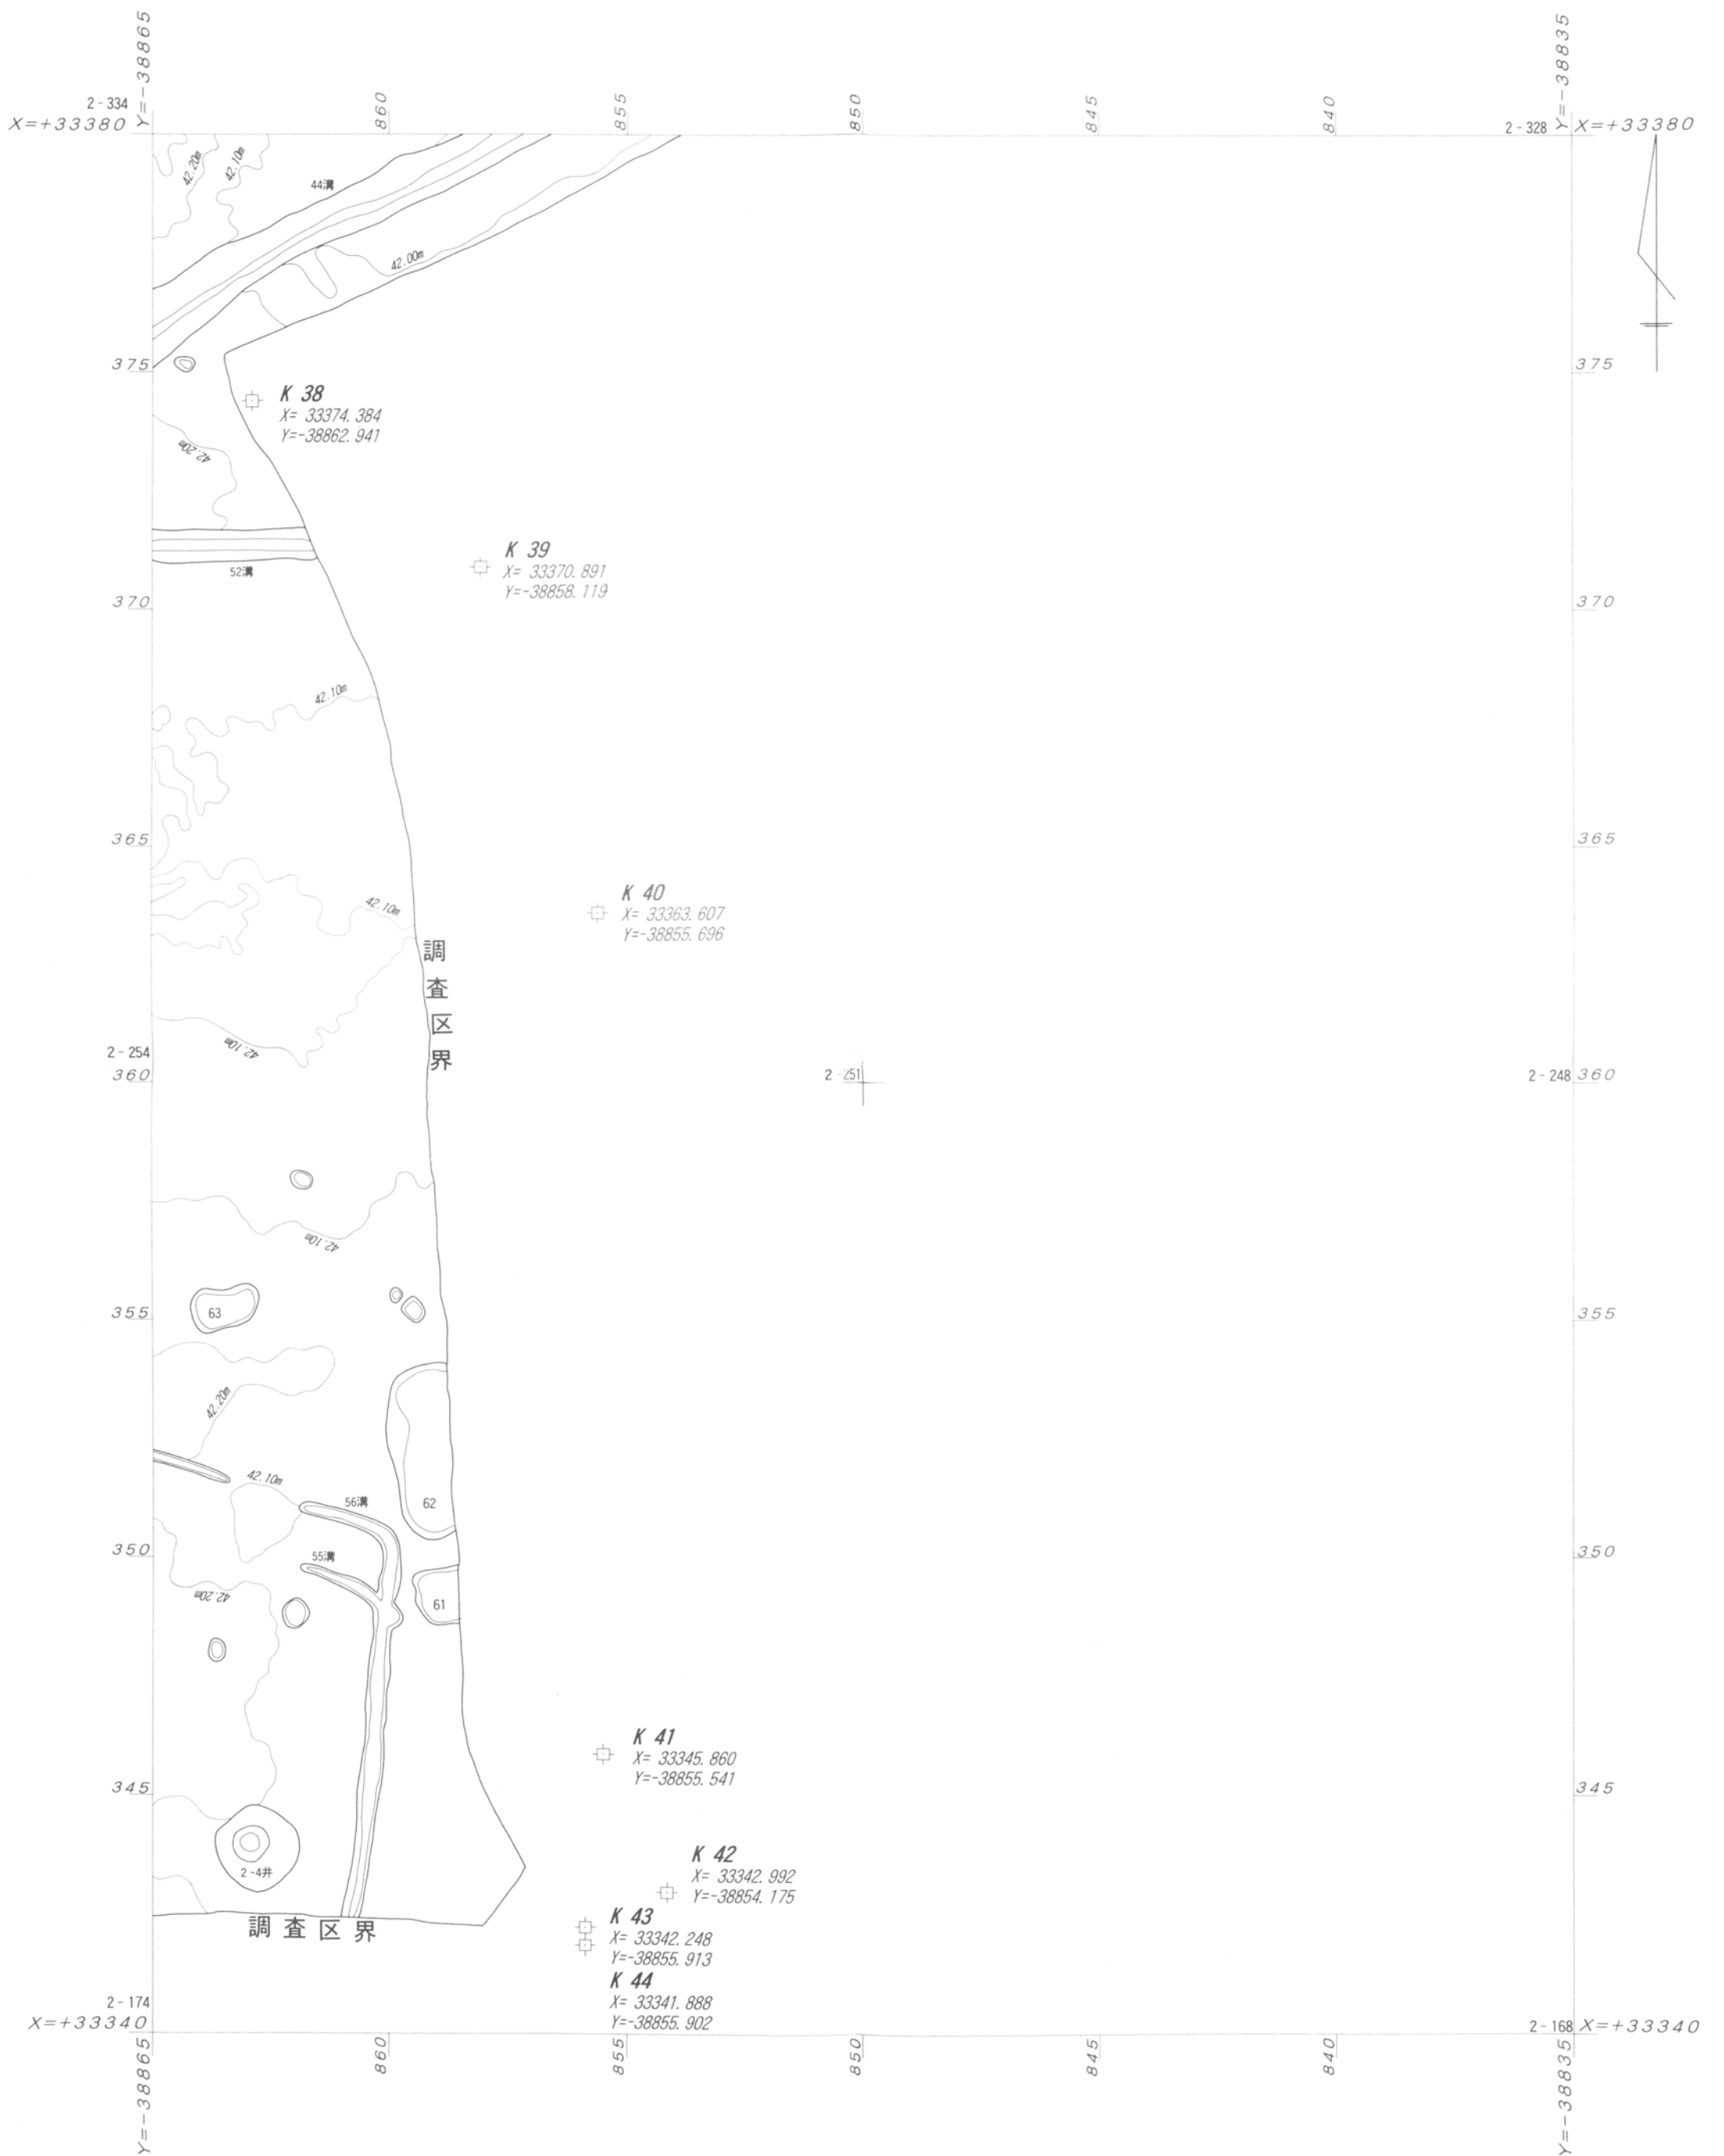 Y=-38865
860
855
850
845
840
Y=-38835
2-334
X=+33380
2-328
X=+33380
42.20m
42.10m
44溝
42.00m
375
375
K 38
X= 33374.384
Y=-38862.941
42.20m
K 39
X= 33370.891
Y=-38858.119
52溝
370
370
42.10m
365
365
K 40
X= 33363.607
Y=-38855.696
42.10m
調査区界
42.10m
2-254
360
2-251
2-248
360
42.10m
355
63
355
42.20m
42.10m
56溝
62
350
55溝
350
42.20m
61
K 41
X= 33345.860
Y=-38855.541
345
345
K 42
X= 33342.992
Y=-38854.175
2-4井
調査区界
K 43
X= 33342.248
Y=-38855.913
K 44
X= 33341.888
Y=-38855.902
2-174
X=+33340
2-168
X=+33340
Y=-38865
860
855
850
845
840
Y=-38835